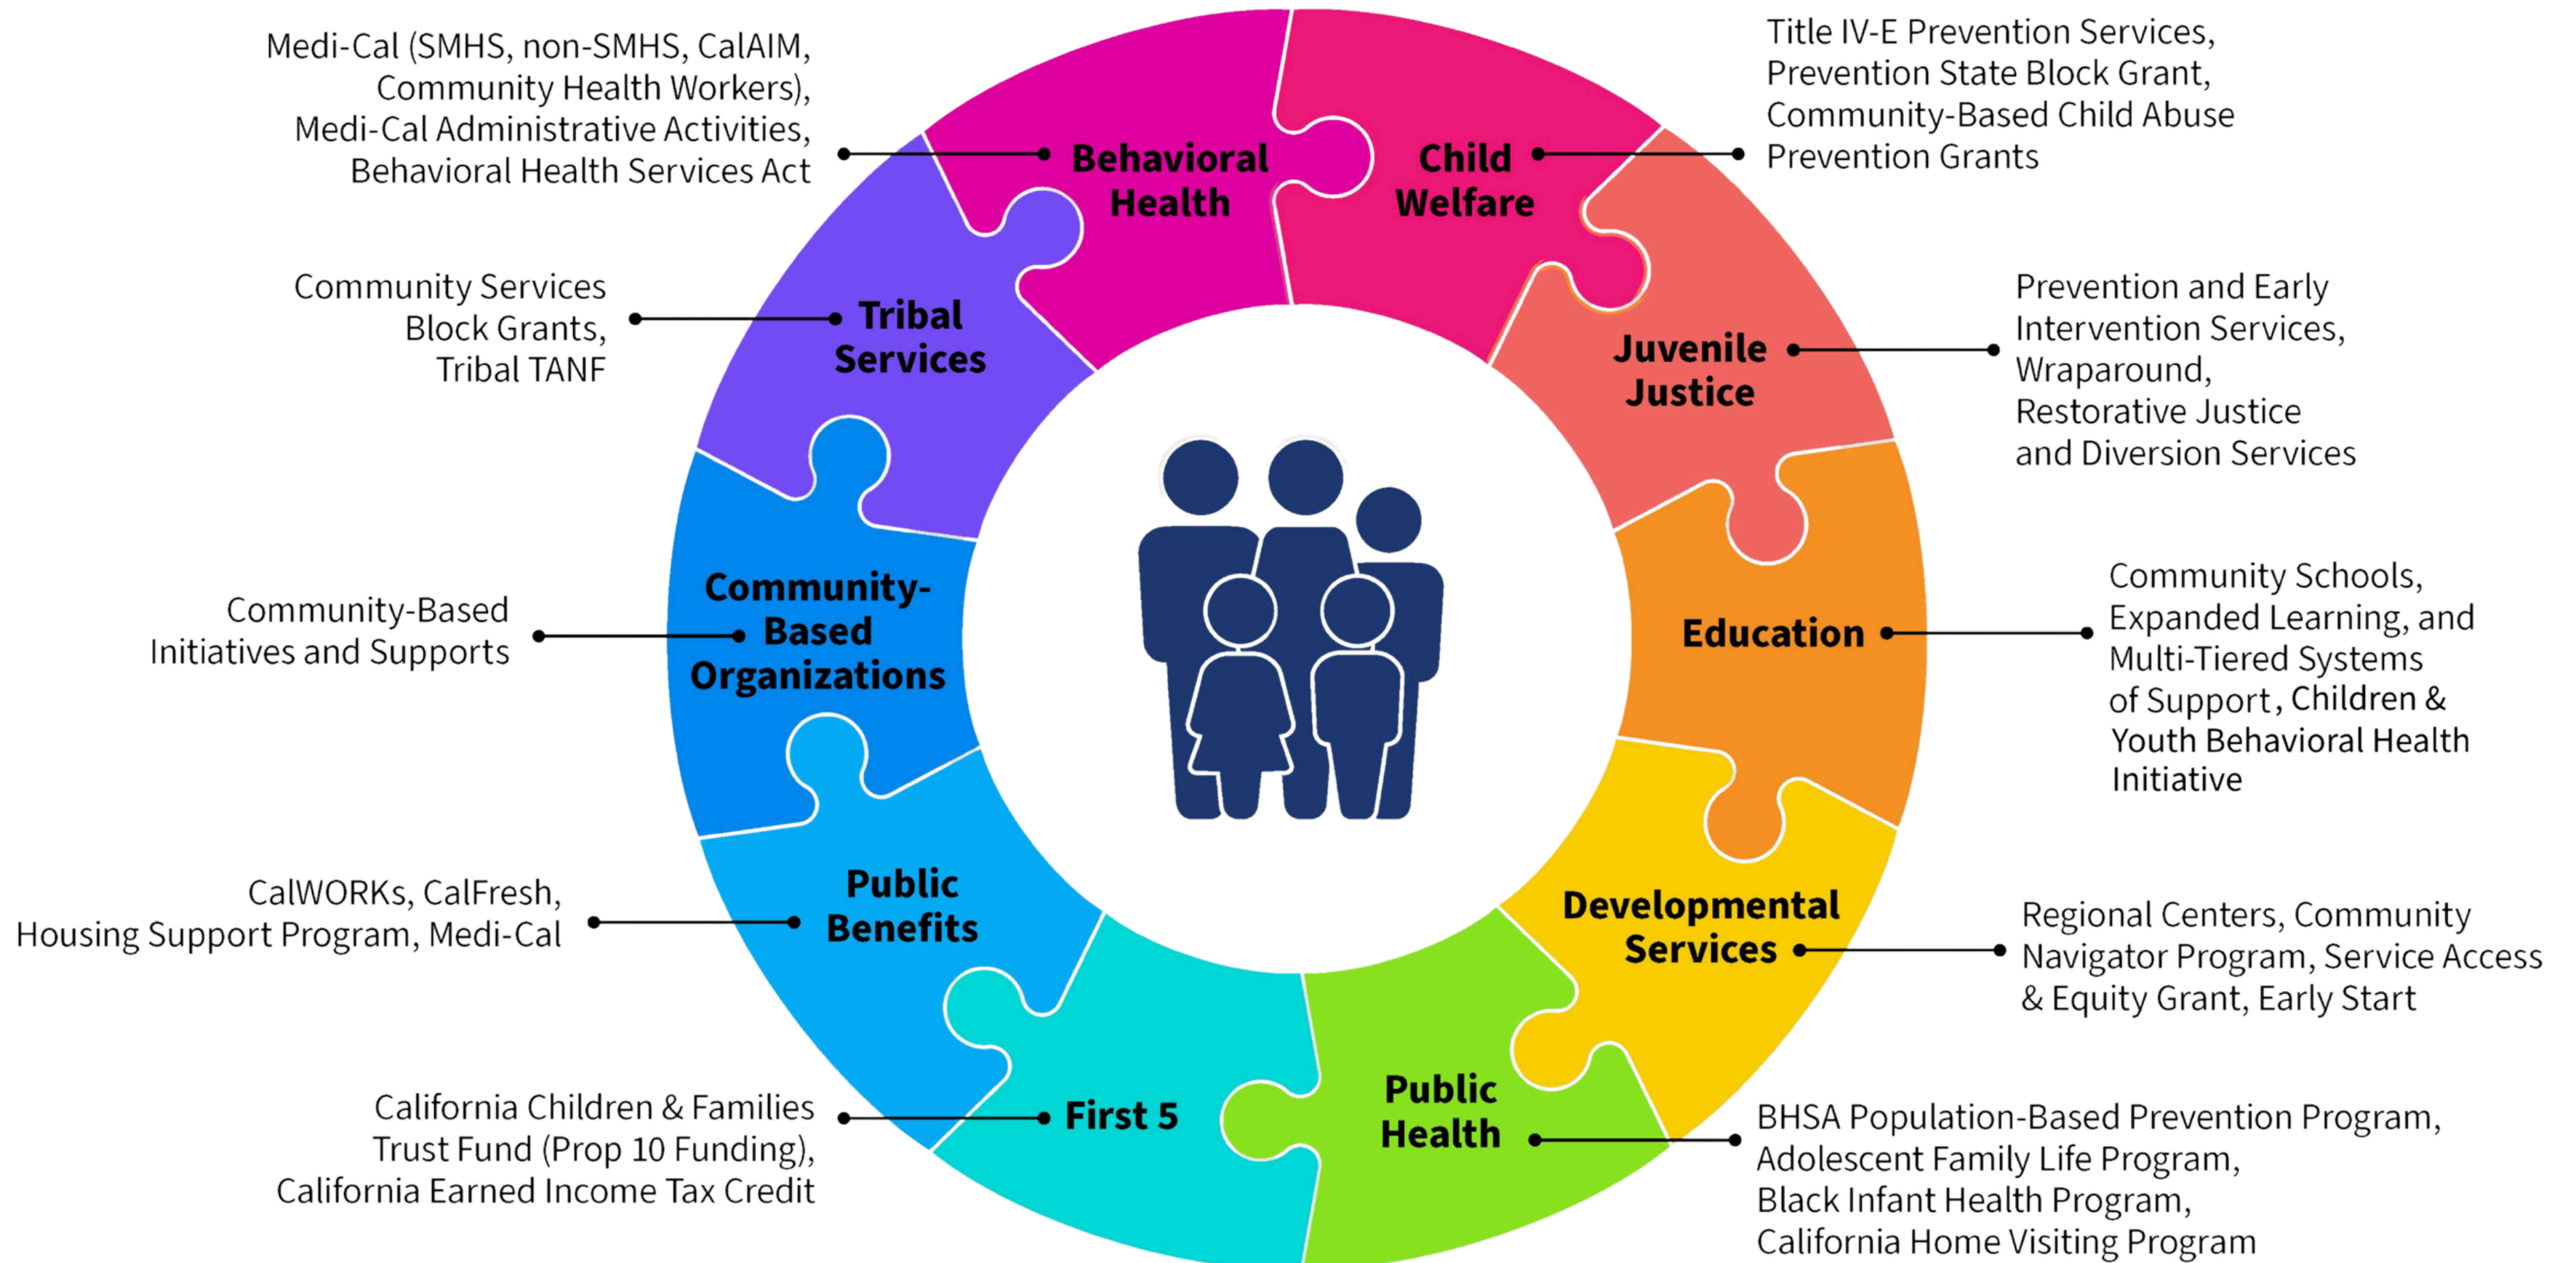 Medi-Cal (SMHS, non-SMHS, CalAIM,
Community Health Workers),
Medi-Cal Administrative Activities,
Behavioral Health Services Act
Behavioral
Health
Title IV-E Prevention Services,
Prevention State Block Grant,
Community-Based Child Abuse
Prevention Grants
Child
Welfare
Prevention and Early
Intervention Services,
Wraparound,
Restorative Justice
and Diversion Services
Juvenile
Justice
Community Schools,
Expanded Learning, and
Multi-Tiered Systems
of Support, Children &
Youth Behavioral Health
Initiative
Education
Regional Centers, Community
Navigator Program, Service Access
& Equity Grant, Early Start
Developmental
Services
BHSA Population-Based Prevention Program,
Adolescent Family Life Program,
Black Infant Health Program,
California Home Visiting Program
Public
Health
California Children & Families
Trust Fund (Prop 10 Funding),
California Earned Income Tax Credit
First 5
CalWORKs, CalFresh,
Housing Support Program, Medi-Cal
Public
Benefits
Community-Based
Initiatives and Supports
Community-
Based
Organizations
Community Services
Block Grants,
Tribal TANF
Tribal
Services